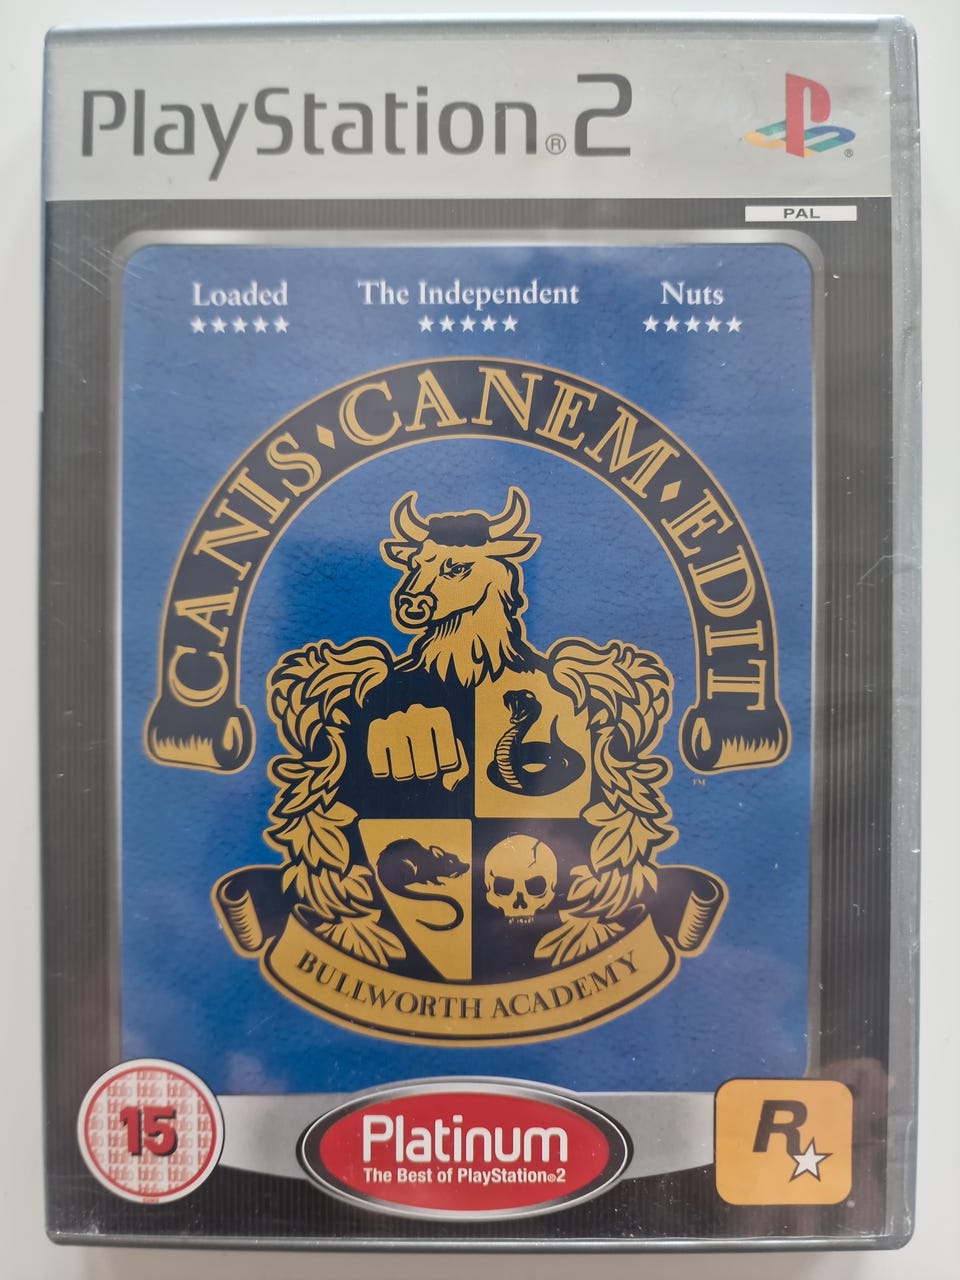 PlayStation®2
®
PAL
Loaded The Independent Nuts
CANIS · CANEM · EDIT
TM
BULLWORTH ACADEMY
15
Platinum
The Best of PlayStation®2
R